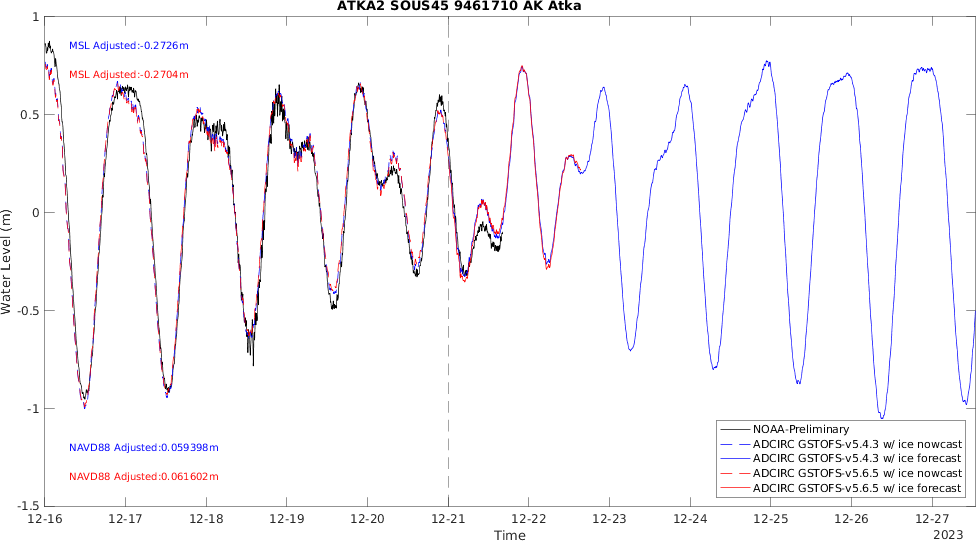 ATKA2 SOUS45 9461710 AK Atka
MSL Adjusted:-0.2726m
MSL Adjusted:-0.2704m
1
0.5
0
-0.5
-1
-1.5
Water Level (m)
NAVD88 Adjusted:0.059398m
NAVD88 Adjusted:0.061602m
NOAA-Preliminary
ADCIRC GSTOFS-v5.4.3 w/ ice nowcast
ADCIRC GSTOFS-v5.4.3 w/ ice forecast
ADCIRC GSTOFS-v5.6.5 w/ ice nowcast
ADCIRC GSTOFS-v5.6.5 w/ ice forecast
12-16 12-17 12-18 12-19 12-20 12-21 12-22 12-23 12-24 12-25 12-26 12-27
Time
2023